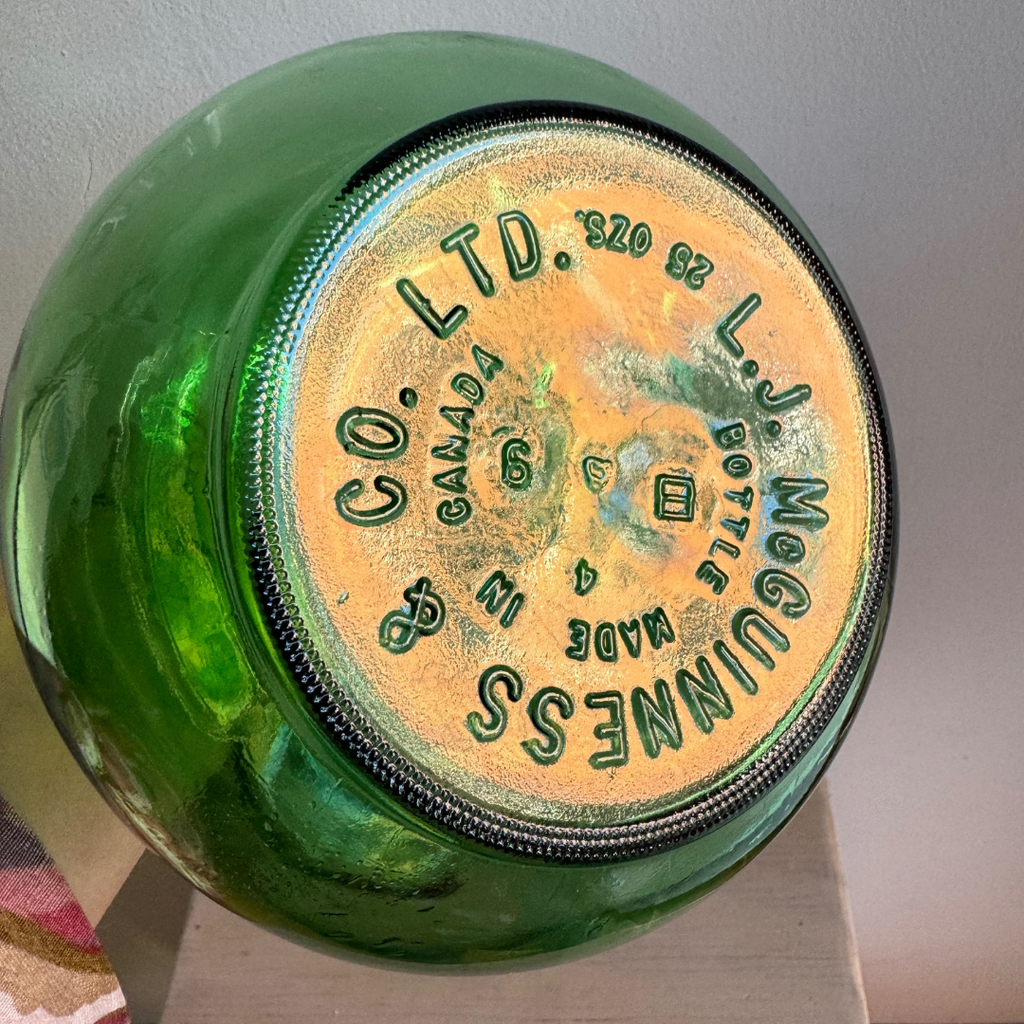 L.J. McGUINNESS & CO. LTD.
25 OZS.
BOTTLE MADE IN CANADA
6
4